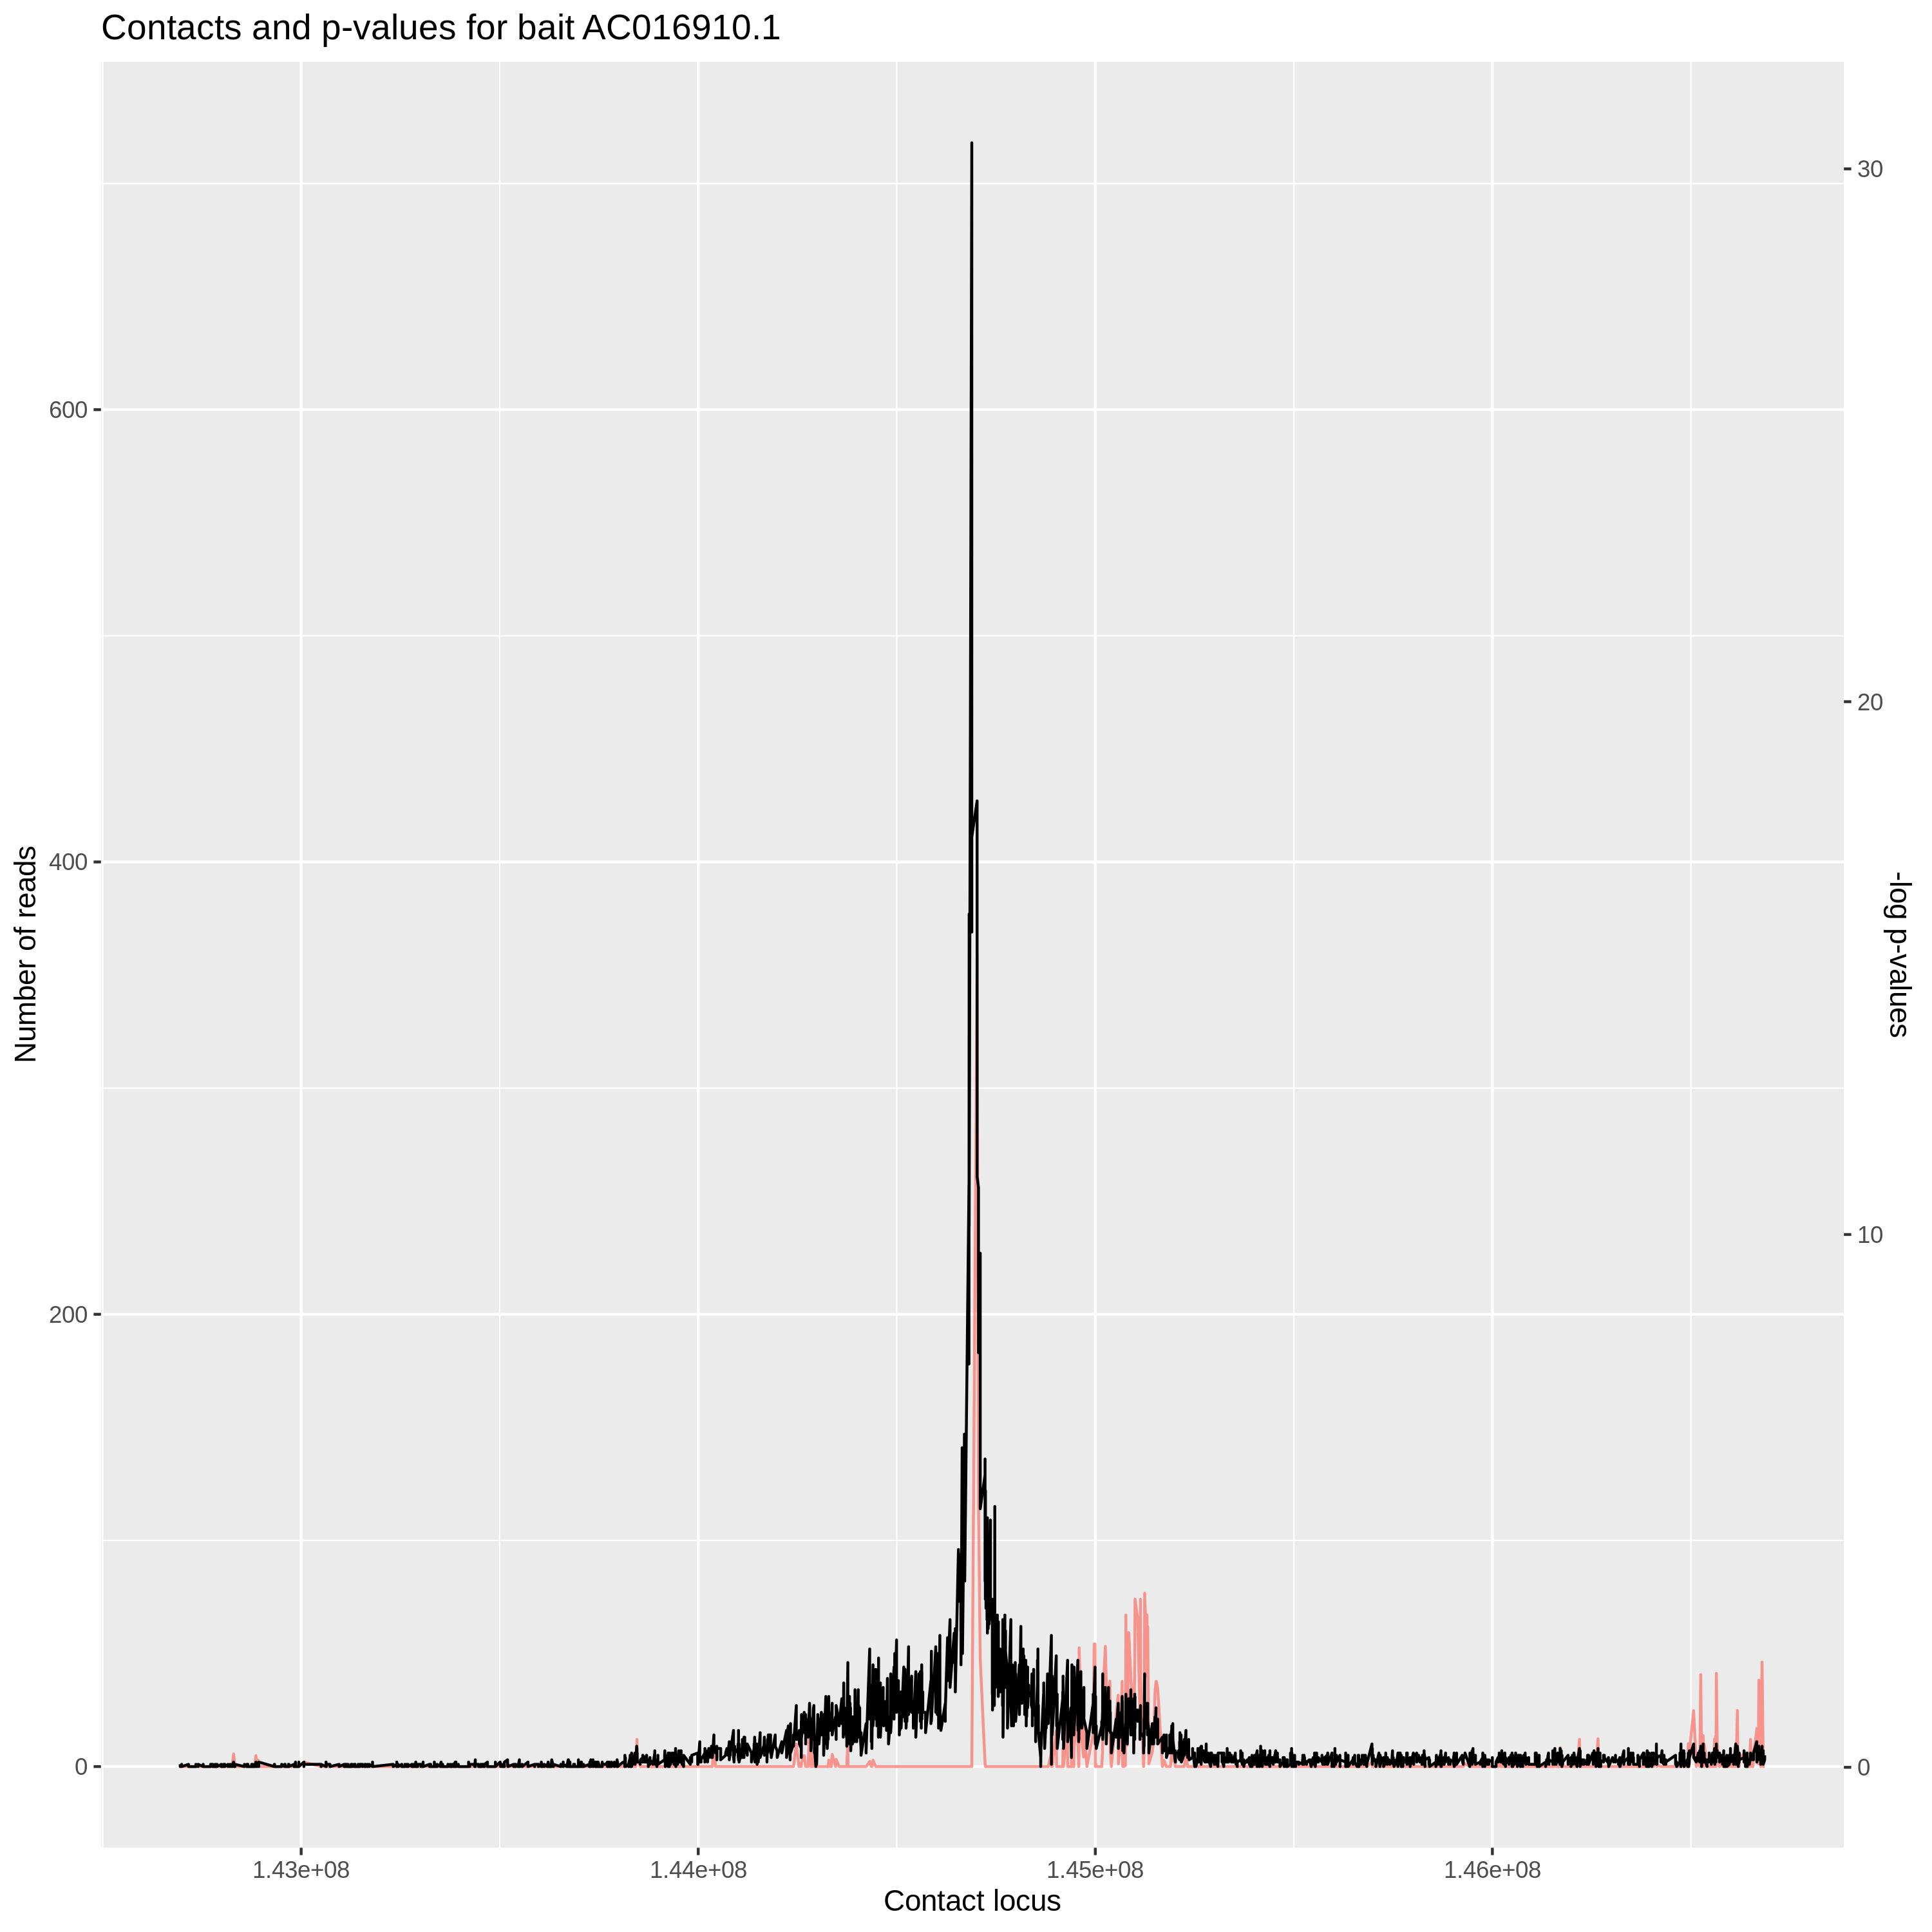 Contacts and p-values for bait AC016910.1
Number of reads
600
400
200
0
30
20
10
0
-log p-values
1.43e+08
1.44e+08
1.45e+08
1.46e+08
Contact locus